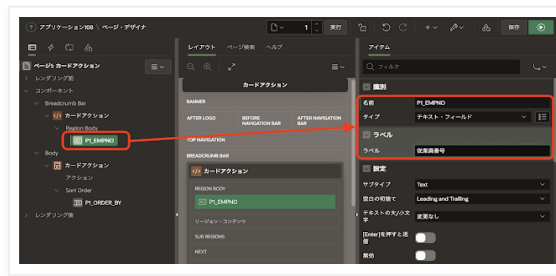 アプリケーション108 \ ページ・デザイナ
1
実行
保存
ページ1: カードアクション
レンダリング前
コンポーネント
Breadcrumb Bar
カードアクション
Region Body
P1_EMPNO
Body
カードアクション
アクション
Sort Order
P1_ORDER_BY
レンダリング後
レイアウト ページ検索 ヘルプ
カードアクション
BANNER
AFTER LOGO
BEFORE NAVIGATION BAR
AFTER NAVIGATION BAR
TOP NAVIGATION
BREADCRUMB BAR
カードアクション
REGION BODY
P1_EMPNO
リージョン・コンテンツ
SUB REGIONS
NEXT
アイテム
フィルタ
識別
名前 P1_EMPNO
タイプ テキスト・フィールド
ラベル
ラベル 従業員番号
設定
サブタイプ Text
空白の切捨て Leading and Trailing
テキストの大/小文字 変更なし
[Enter]を押すと送信
無効